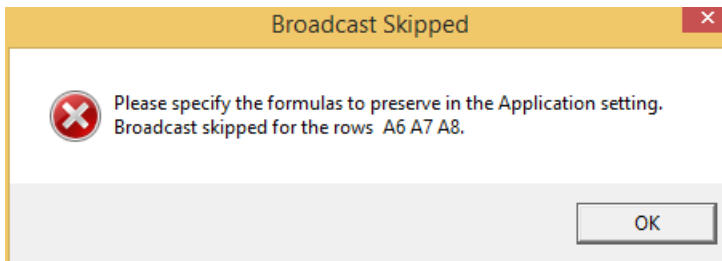 Broadcast Skipped
Please specify the formulas to preserve in the Application setting.
Broadcast skipped for the rows  A6 A7 A8.
OK